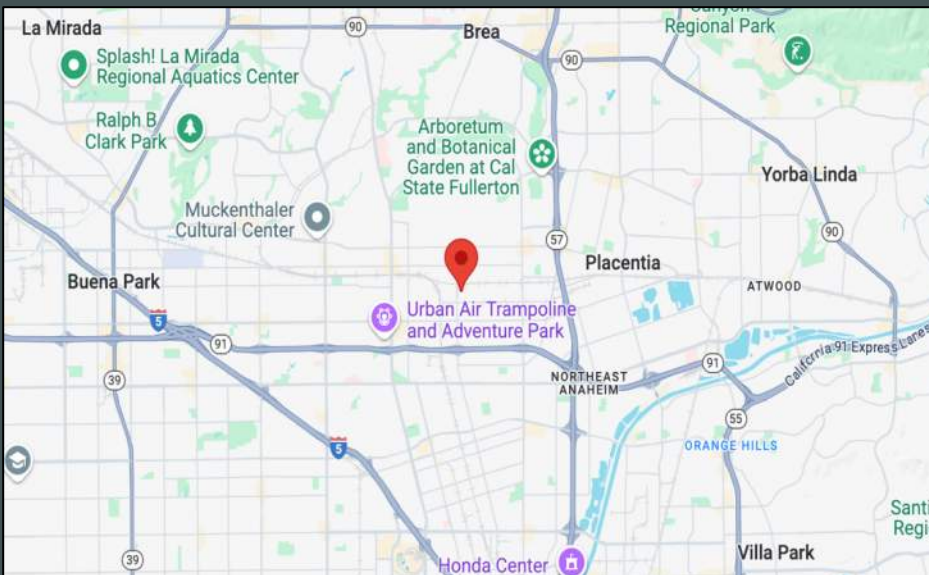 La Mirada
90
Brea
Canyon
Regional Park
Splash! La Mirada
Regional Aquatics Center
90
Ralph B
Clark Park
Arboretum
and Botanical
Garden at Cal
State Fullerton
Yorba Linda
Muckenthaler
Cultural Center
57
90
Placentia
Buena Park
ATWOOD
Urban Air Trampoline
and Adventure Park
5
91
California 91 Express Lanes
91
NORTHEAST
ANAHEIM
39
55
ORANGE HILLS
5
Santi
Regi
Villa Park
39
Honda Center